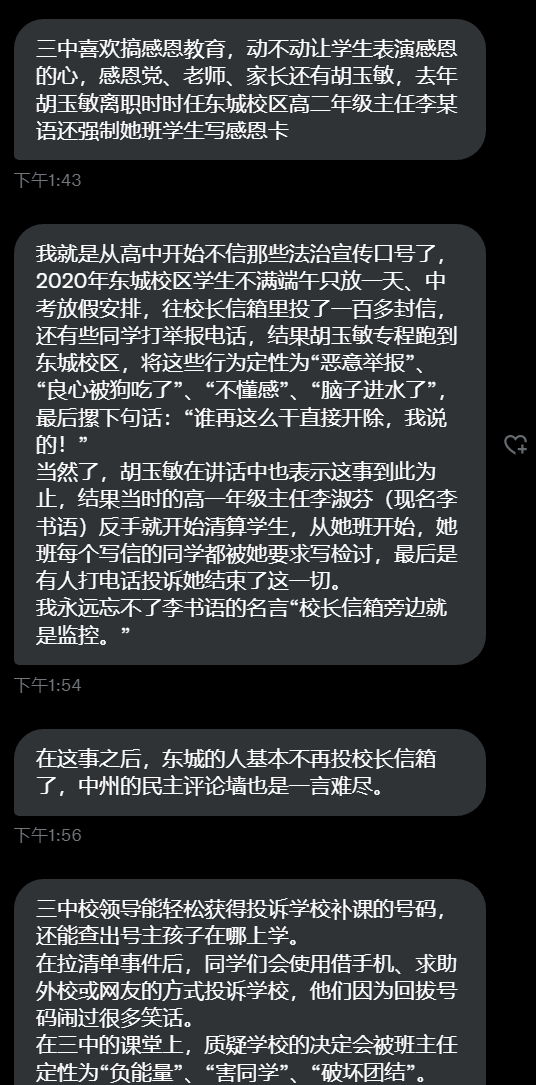 三中喜欢搞感恩教育，动不动让学生表演感恩
的心，感恩党、老师、家长还有胡玉敏，去年
胡玉敏离职时时任东城校区高二年级主任李某
语还强制她班学生写感恩卡
下午1:43
我就是从高中开始不信那些法治宣传口号了，
2020年东城校区学生不满端午只放一天、中
考放假安排，往校长信箱里投了一百多封信，
还有些同学打举报电话，结果胡玉敏专程跑到
东城校区，将这些行为定性为“恶意举报”、
“良心被狗吃了”、“不懂感”、“脑子进水了”，
最后摞下句话：“谁再这么干直接开除，我说
的！”
当然了，胡玉敏在讲话中也表示这事到此为
止，结果当时的高一年级主任李淑芬（现名李
书语）反手就开始清算学生，从她班开始，她
班每个写信的同学都被她要求写检讨，最后是
有人打电话投诉她结束了这一切。
我永远忘不了李书语的名言“校长信箱旁边就
是监控。”
下午1:54
在这事之后，东城的人基本不再投校长信箱
了，中州的民主评论墙也是一言难尽。
下午1:56
三中校领导能轻松获得投诉学校补课的号码，
还能查出号主孩子在哪上学。
在拉清单事件后，同学们会使用借手机、求助
外校或网友的方式投诉学校，他们因为回拔号
码闹过很多笑话。
在三中的课堂上，质疑学校的决定会被班主任
定性为“负能量”、“害同学”、“破坏团结”。